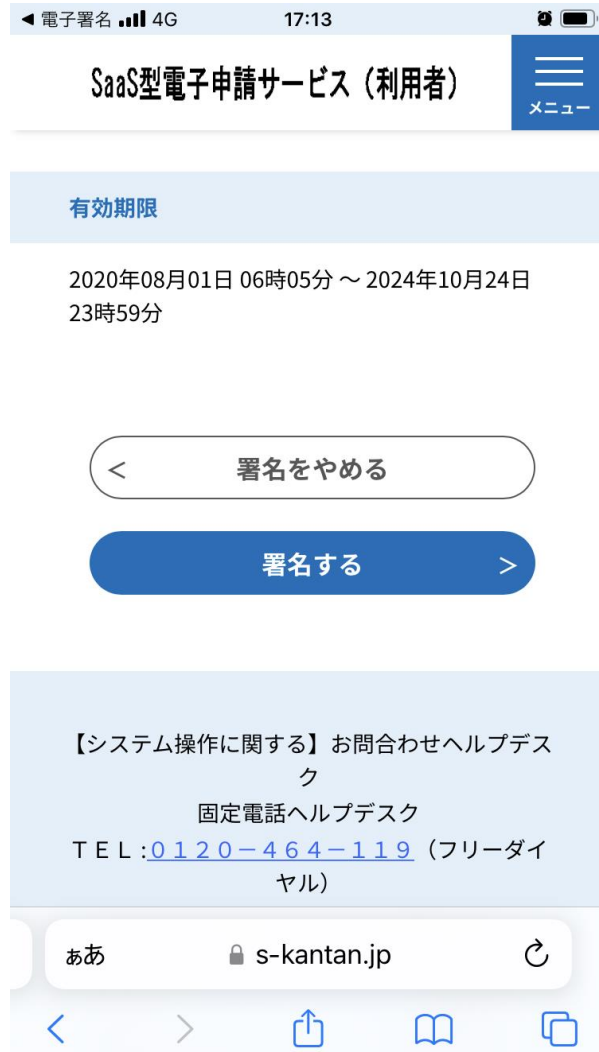 電子署名 4G 17:13
SaaS型電子申請サービス（利用者）
メニュー
有効期限
2020年08月01日 06時05分 ～ 2024年10月24日
23時59分
< 署名をやめる
署名する >
【システム操作に関する】お問合わせヘルプデス
ク
固定電話ヘルプデスク
ＴＥＬ:０１２０－４６４－１１９（フリーダイ
ヤル）
ぁあ s-kantan.jp